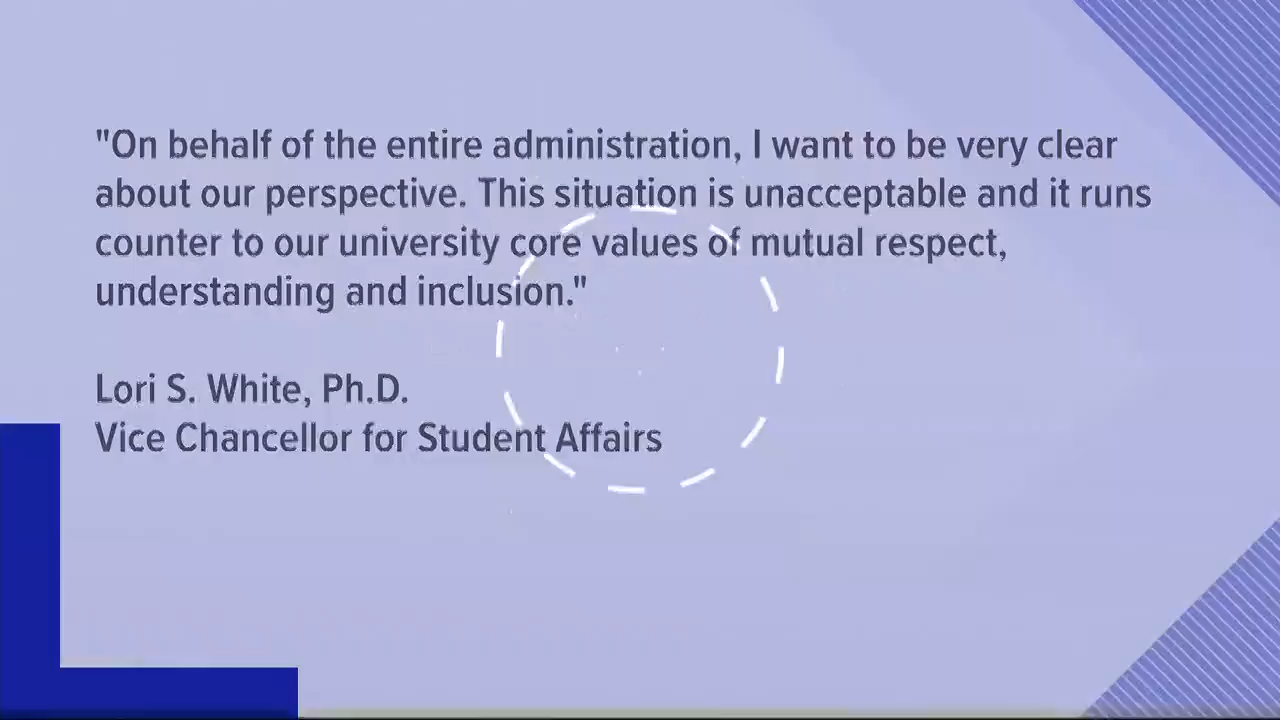 "On behalf of the entire administration, I want to be very clear
about our perspective. This situation is unacceptable and it runs
counter to our university core values of mutual respect,
understanding and inclusion."
Lori S. White, Ph.D.
Vice Chancellor for Student Affairs